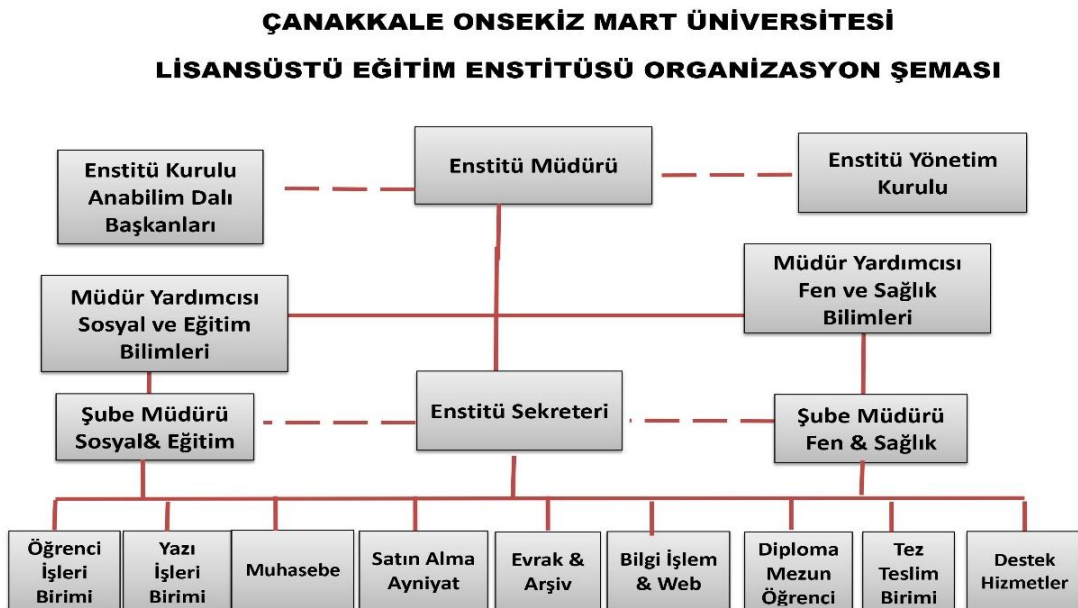 ÇANAKKALE ONSEKİZ MART ÜNİVERSİTESİ
LİSANSÜSTÜ EĞİTİM ENSTİTÜSÜ ORGANİZASYON ŞEMASI
Enstitü Kurulu
Anabilim Dalı
Başkanları
Enstitü Müdürü
Enstitü Yönetim
Kurulu
Müdür Yardımcısı
Sosyal ve Eğitim
Bilimleri
Müdür Yardımcısı
Fen ve Sağlık
Bilimleri
Şube Müdürü
Sosyal& Eğitim
Enstitü Sekreteri
Şube Müdürü
Fen & Sağlık
Öğrenci
İşleri
Birimi
Yazı
İşleri
Birimi
Muhasebe
Satın Alma
Ayniyat
Evrak &
Arşiv
Bilgi İşlem
& Web
Diploma
Mezun
Öğrenci
Tez
Teslim
Birimi
Destek
Hizmetler